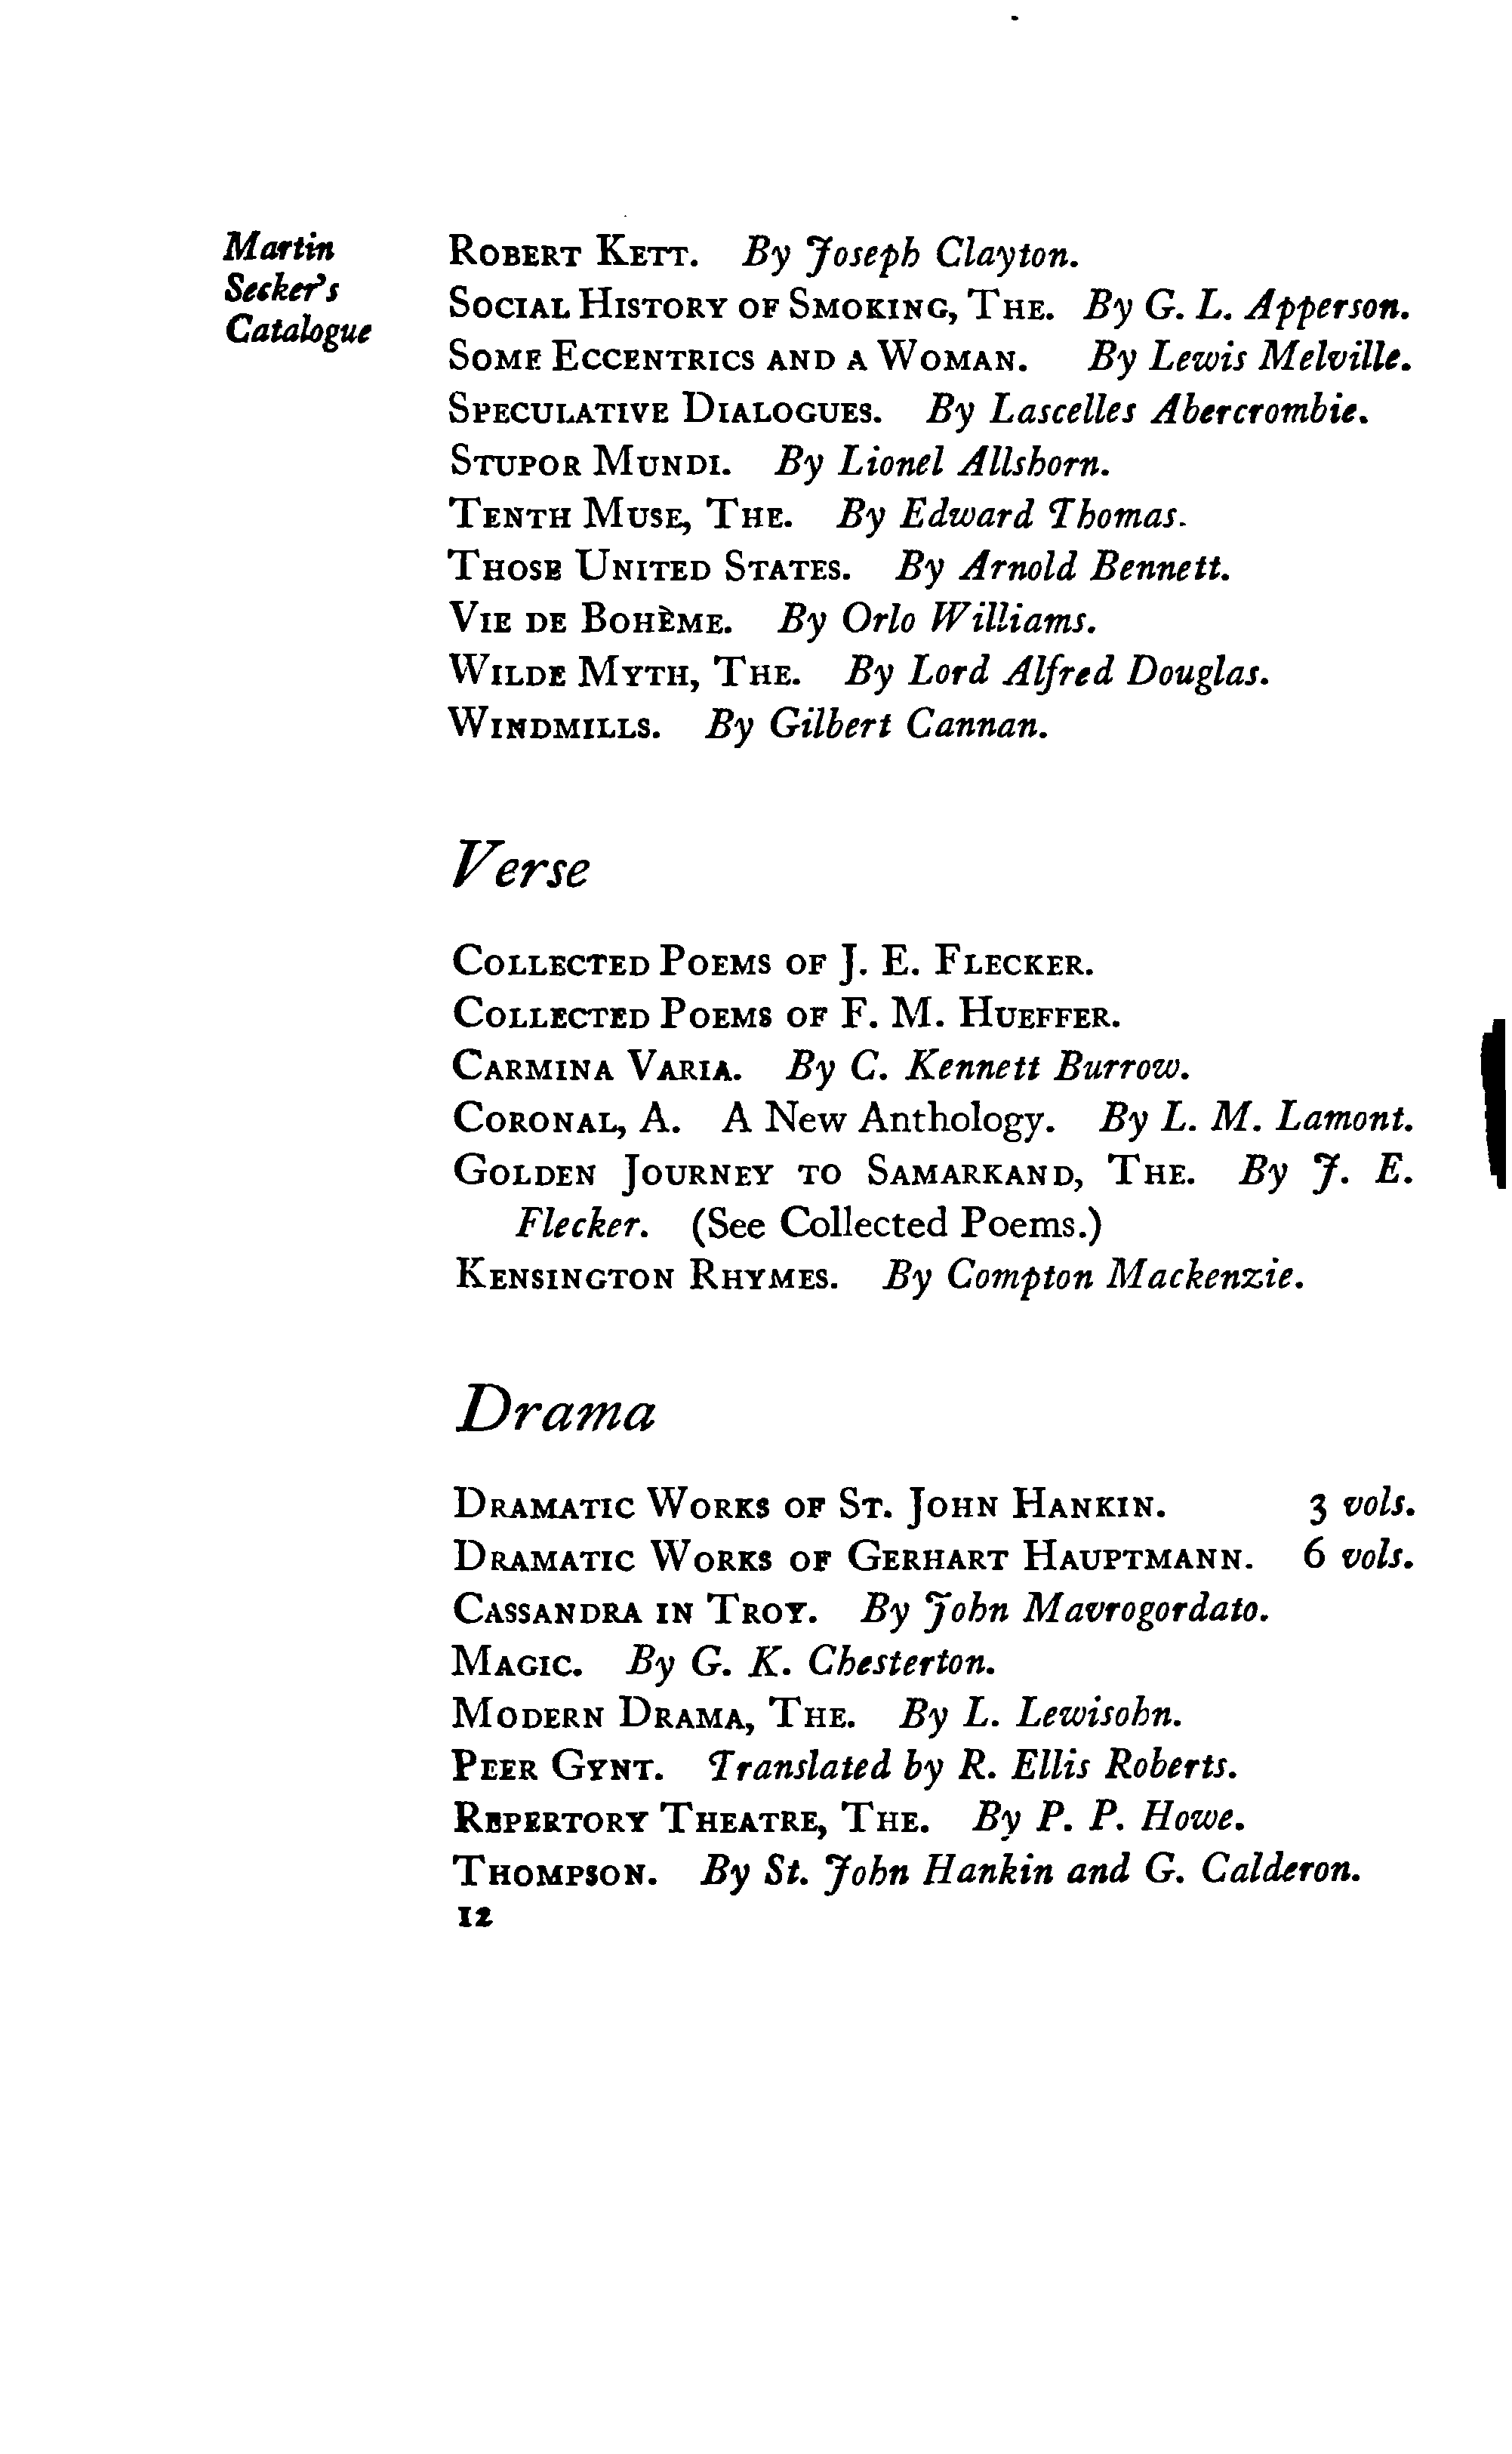 Martin
Secker's
Catalogue
ROBERT KETT. By Joseph Clayton.
SOCIAL HISTORY OF SMOKING, THE. By G. L. Apperson.
SOME ECCENTRICS AND A WOMAN. By Lewis Melville.
SPECULATIVE DIALOGUES. By Lascelles Abercrombie.
STUPOR MUNDI. By Lionel Allshorn.
TENTH MUSE, THE. By Edward Thomas.
THOSE UNITED STATES. By Arnold Bennett.
VIE DE BOHÈME. By Orlo Williams.
WILDE MYTH, THE. By Lord Alfred Douglas.
WINDMILLS. By Gilbert Cannan.
Verse
COLLECTED POEMS OF J. E. FLECKER.
COLLECTED POEMS OF F. M. HUEFFER.
CARMINA VARIA. By C. Kennett Burrow.
CORONAL, A. A New Anthology. By L. M. Lamont.
GOLDEN JOURNEY TO SAMARKAND, THE. By J. E.
Flecker. (See Collected Poems.)
KENSINGTON RHYMES. By Compton Mackenzie.
Drama
DRAMATIC WORKS OF ST. JOHN HANKIN. 3 vols.
DRAMATIC WORKS OF GERHART HAUPTMANN. 6 vols.
CASSANDRA IN TROY. By John Mavrogordato.
MAGIC. By G. K. Chesterton.
MODERN DRAMA, THE. By L. Lewisohn.
PEER GYNT. Translated by R. Ellis Roberts.
REPERTORY THEATRE, THE. By P. P. Howe.
THOMPSON. By St. John Hankin and G. Calderon.
12